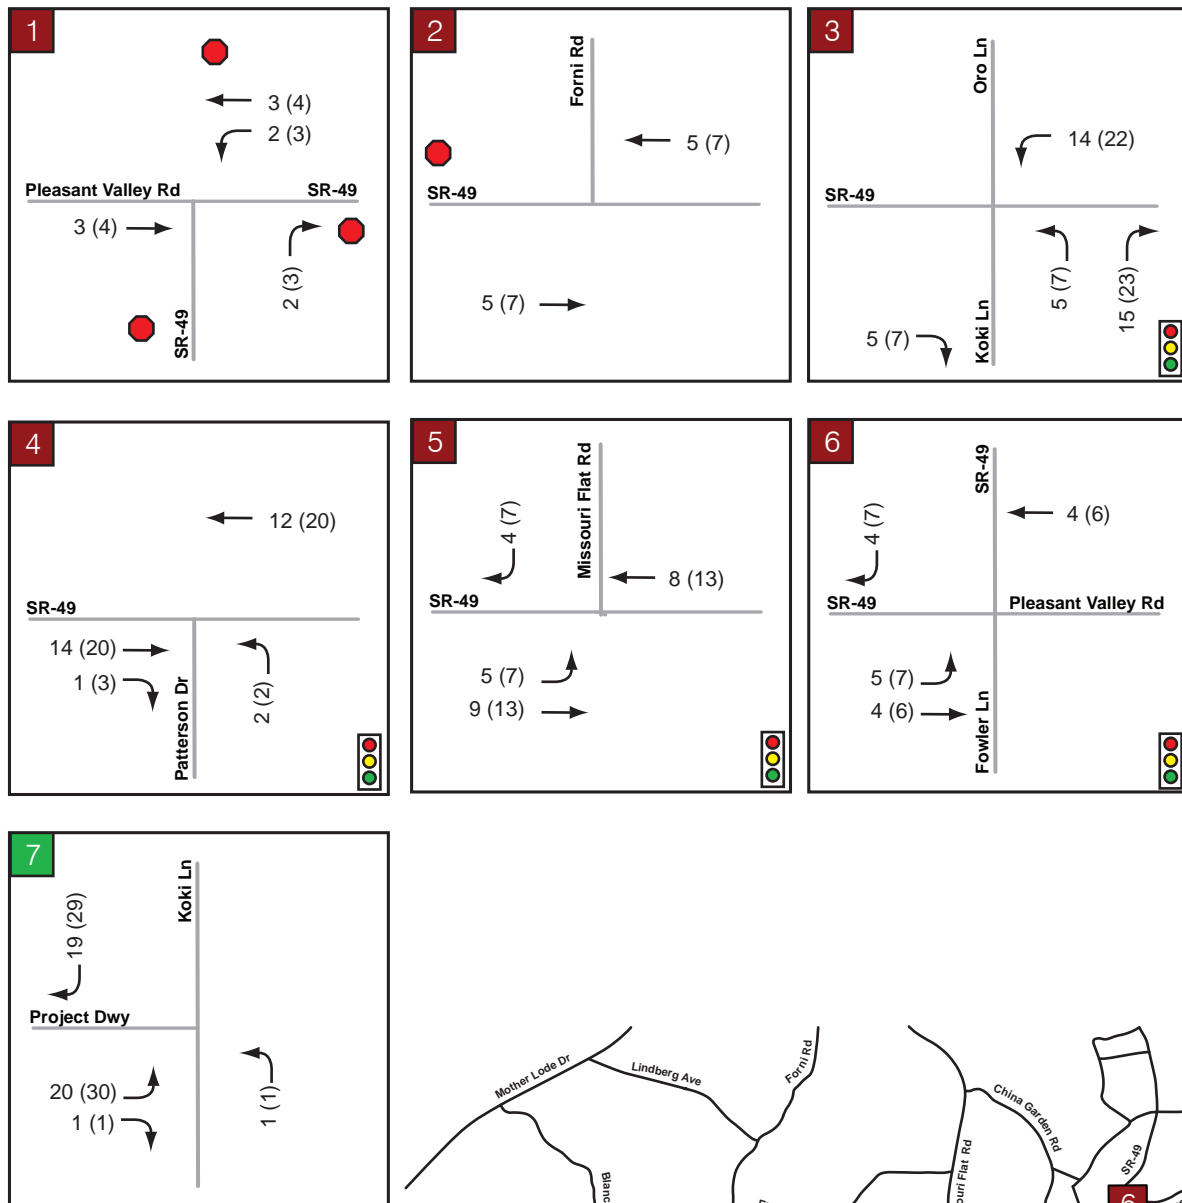 1
3 (4)
2 (3)
Pleasant Valley Rd
SR-49
3 (4)
2 (3)
SR-49
2
Forni Rd
5 (7)
SR-49
5 (7)
3
Oro Ln
14 (22)
SR-49
5 (7)
15 (23)
5 (7)
Koki Ln
4
12 (20)
SR-49
14 (20)
1 (3)
2 (2)
Patterson Dr
5
Missouri Flat Rd
4 (7)
8 (13)
SR-49
5 (7)
9 (13)
6
SR-49
4 (7)
4 (6)
SR-49
Pleasant Valley Rd
5 (7)
4 (6)
Fowler Ln
7
Koki Ln
19 (29)
Project Dwy
20 (30)
1 (1)
1 (1)
Mother Lode Dr
Lindberg Ave
Forni Rd
China Garden Rd
SR-49
ouri Flat Rd
Blanc
6